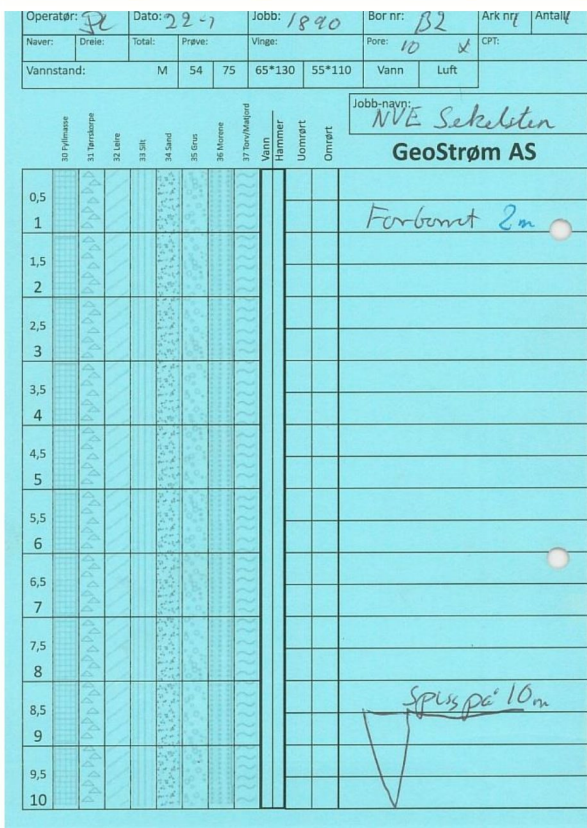 Operatør: PL Dato: 22-1 Jobb: 1890 Bor nr: B2 Ark nr Antall
Naver: Dreie: Total: Prøve: Vinge: Pore: 10 x CPT:
Vannstand: M 54 75 65*130 55*110 Vann Luft
Jobb-navn:
NVE Sekelsten
GeoStrøm AS
30 Fyllmasse 31 Tørrskorpe 32 Leire 33 Silt 34 Sand 35 Grus 36 Morene 37 Torv/Matjord Vann Hammer Uomrørt Omrørt
0,5
1 Forborret 2m
1,5
2
2,5
3
3,5
4
4,5
5
5,5
6
6,5
7
7,5
8
Spiss på 10m
8,5
9
9,5
10